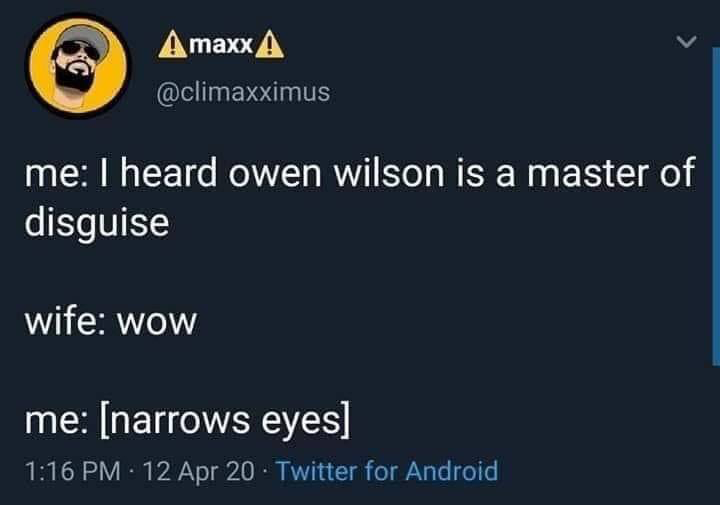 ⚠maxx⚠
@climaxximus
me: I heard owen wilson is a master of
disguise
wife: wow
me: [narrows eyes]
1:16 PM · 12 Apr 20 · Twitter for Android